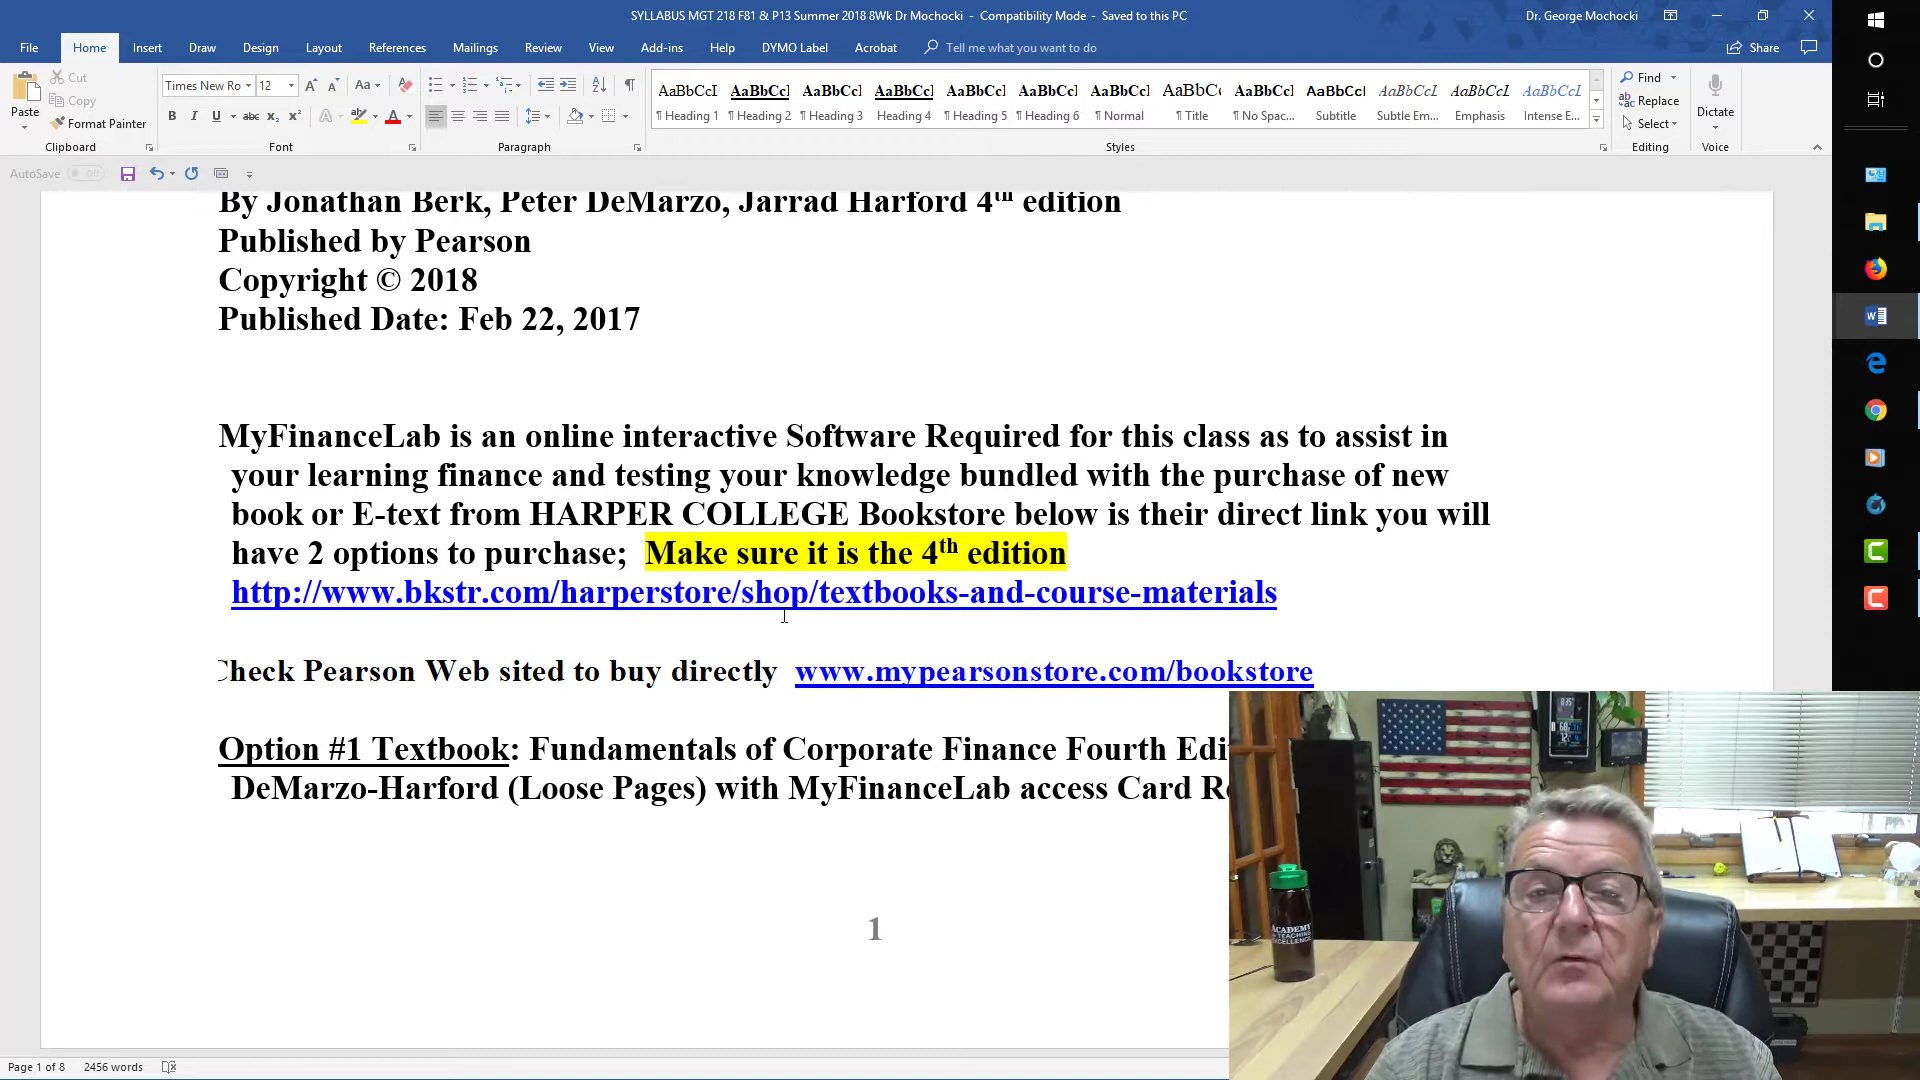 SYLLABUS MGT 218 F81 & P13 Summer 2018 8Wk Dr Mochocki - Compatibility Mode - Saved to this PC
Dr. George Mochocki
File Home Insert Draw Design Layout References Mailings Review View Add-ins Help DYMO Label Acrobat Tell me what you want to do Share
Paste
Cut
Copy
Format Painter
Clipboard
Times New Ro 12
Font
Paragraph
AaBbCcI AaBbCcI AaBbCcI AaBbCcI AaBbCcI AaBbCcI AaBbCcI AaBbC AaBbCcI AaBbCcL AaBbCcL AaBbCcL AaBbCcL
¶ Heading 1 ¶ Heading 2 ¶ Heading 3 Heading 4 ¶ Heading 5 ¶ Heading 6 ¶ Normal ¶ Title ¶ No Spac... Subtitle Subtle Em... Emphasis Intense E...
Styles
Find
Replace
Select
Editing
Dictate
Voice
AutoSave Off
By Jonathan Berk, Peter DeMarzo, Jarrad Harford 4th edition
Published by Pearson
Copyright © 2018
Published Date: Feb 22, 2017
MyFinanceLab is an online interactive Software Required for this class as to assist in
your learning finance and testing your knowledge bundled with the purchase of new
book or E-text from HARPER COLLEGE Bookstore below is their direct link you will
have 2 options to purchase; Make sure it is the 4th edition
http://www.bkstr.com/harperstore/shop/textbooks-and-course-materials
Check Pearson Web sited to buy directly www.mypearsonstore.com/bookstore
Option #1 Textbook: Fundamentals of Corporate Finance Fourth Edi
DeMarzo-Harford (Loose Pages) with MyFinanceLab access Card Re
1
ACADEMY
TEACHING
EXCELLENCE
Page 1 of 8 2456 words